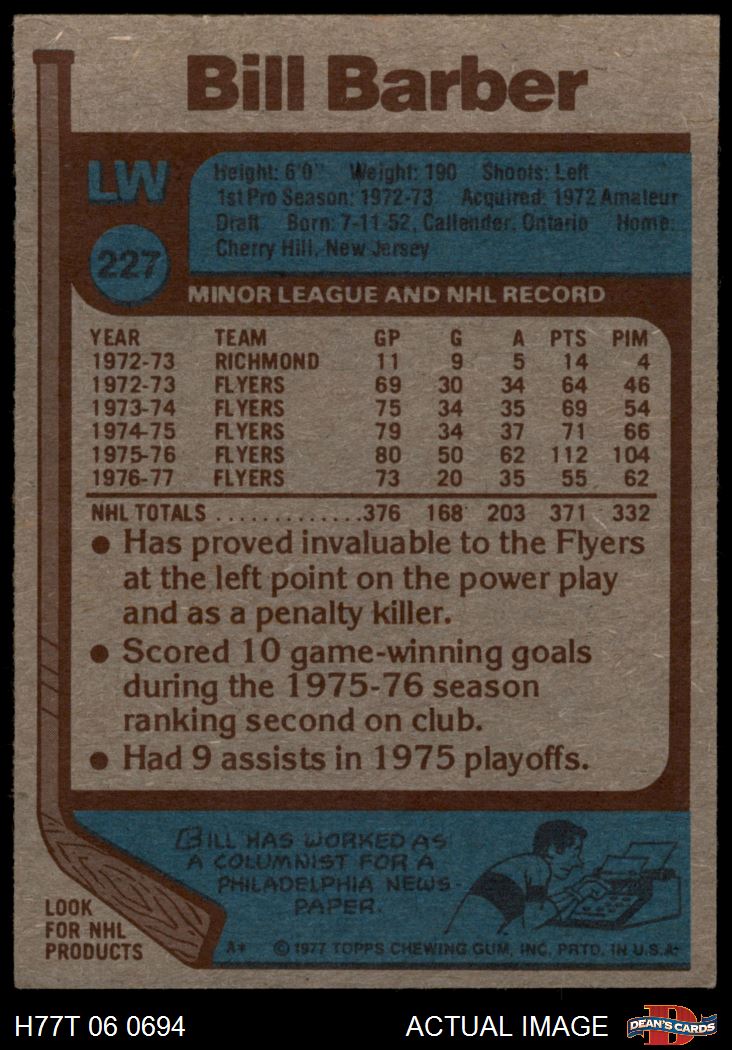 Bill Barber
LW
227
Height: 6'0" Weight: 190 Shoots: Left
1st Pro Season: 1972-73 Acquired: 1972 Amateur
Draft Born: 7-11-52, Callender, Ontario Home:
Cherry Hill, New Jersey
MINOR LEAGUE AND NHL RECORD
YEAR TEAM GP G A PTS PIM
1972-73 RICHMOND 11 9 5 14 4
1972-73 FLYERS 69 30 34 64 46
1973-74 FLYERS 75 34 35 69 54
1974-75 FLYERS 79 34 37 71 66
1975-76 FLYERS 80 50 62 112 104
1976-77 FLYERS 73 20 35 55 62
NHL TOTALS .............376 168 203 371 332
• Has proved invaluable to the Flyers
at the left point on the power play
and as a penalty killer.
• Scored 10 game-winning goals
during the 1975-76 season
ranking second on club.
• Had 9 assists in 1975 playoffs.
BILL HAS WORKED AS
A COLUMNIST FOR A
PHILADELPHIA NEWS-
PAPER.
LOOK
FOR NHL
PRODUCTS
A* © 1977 TOPPS CHEWING GUM, INC. PRTD. IN U.S.A.
H77T 06 0694 ACTUAL IMAGE
D
DEAN'S CARDS